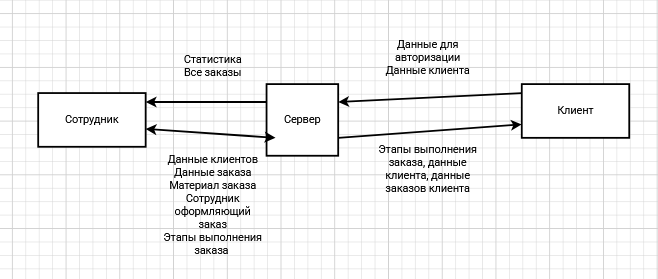 Данные для
авторизации
Данные клиента
Статистика
Все заказы
Сотрудник
Сервер
Клиент
Данные клиентов
Данные заказа
Материал заказа
Сотрудник
оформляющий
заказ
Этапы выполнения
заказа
Этапы выполнения
заказа, данные
клиента, данные
заказов клиента